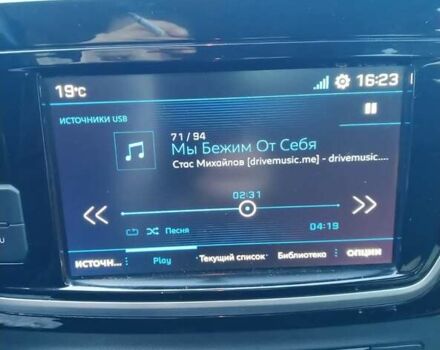 19°C
16:23
ИСТОЧНИКИ USB
71 / 94
Мы Бежим От Себя
Стас Михайлов [drivemusic.me] - drivemusic....
02:31
04:19
Песня
ИСТОЧН...
Play
Текущий список
Библиотека
ОПЦИИ